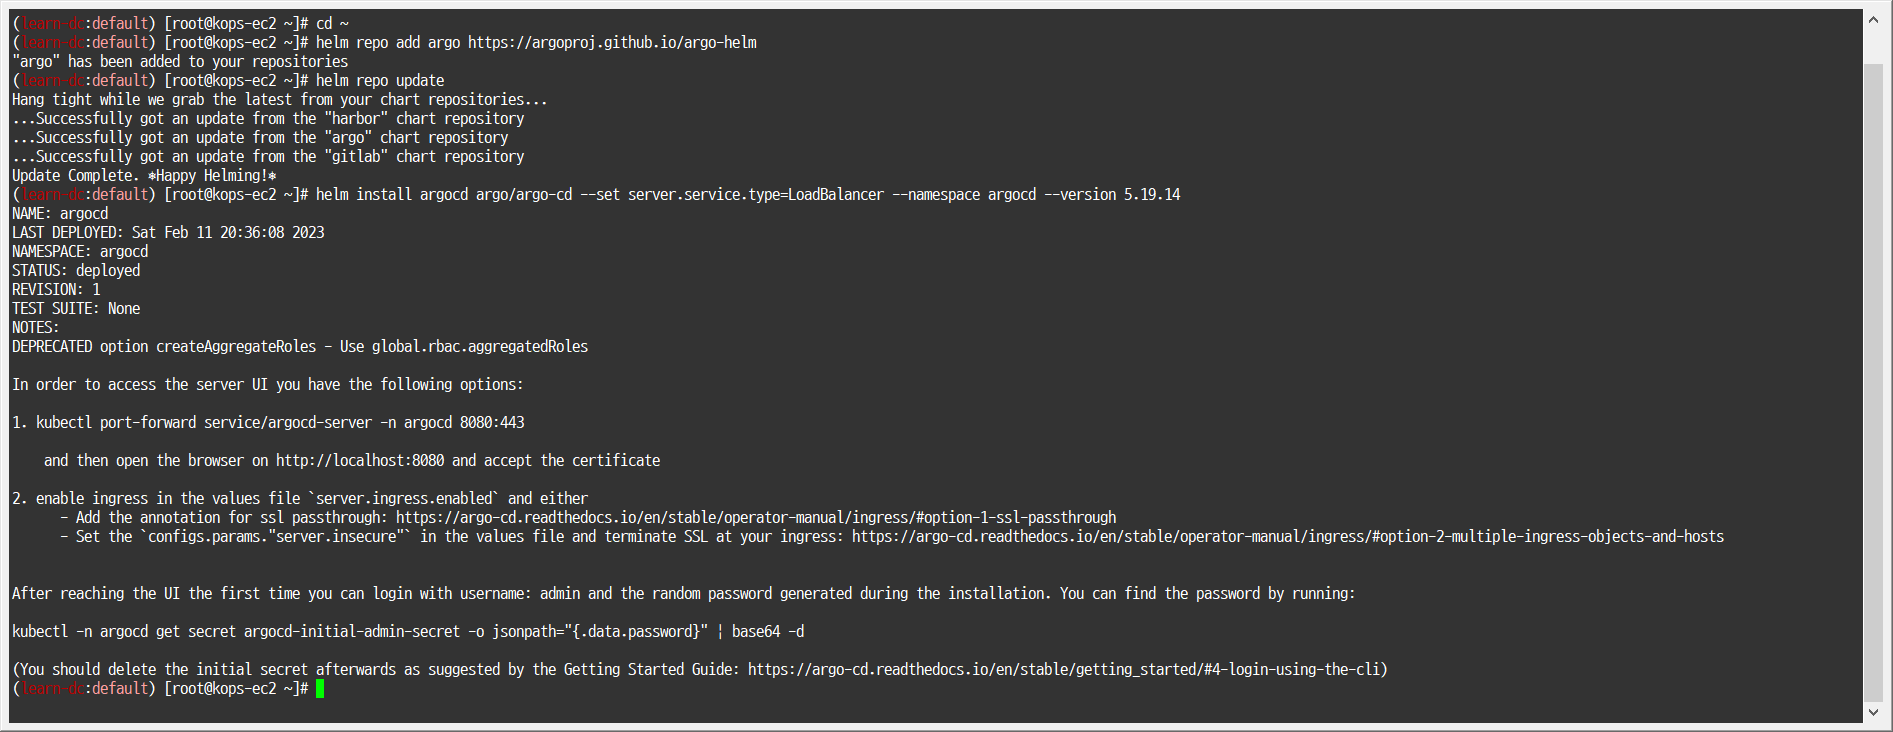 (learn-dc:default) [root@kops-ec2 ~]# cd ~
(learn-dc:default) [root@kops-ec2 ~]# helm repo add argo https://argoproj.github.io/argo-helm
"argo" has been added to your repositories
(learn-dc:default) [root@kops-ec2 ~]# helm repo update
Hang tight while we grab the latest from your chart repositories...
...Successfully got an update from the "harbor" chart repository
...Successfully got an update from the "argo" chart repository
...Successfully got an update from the "gitlab" chart repository
Update Complete. ⎈Happy Helming!⎈
(learn-dc:default) [root@kops-ec2 ~]# helm install argocd argo/argo-cd --set server.service.type=LoadBalancer --namespace argocd --version 5.19.14
NAME: argocd
LAST DEPLOYED: Sat Feb 11 20:36:08 2023
NAMESPACE: argocd
STATUS: deployed
REVISION: 1
TEST SUITE: None
NOTES:
DEPRECATED option createAggregateRoles - Use global.rbac.aggregatedRoles
In order to access the server UI you have the following options:
1. kubectl port-forward service/argocd-server -n argocd 8080:443
and then open the browser on http://localhost:8080 and accept the certificate
2. enable ingress in the values file `server.ingress.enabled` and either
- Add the annotation for ssl passthrough: https://argo-cd.readthedocs.io/en/stable/operator-manual/ingress/#option-1-ssl-passthrough
- Set the `configs.params."server.insecure"` in the values file and terminate SSL at your ingress: https://argo-cd.readthedocs.io/en/stable/operator-manual/ingress/#option-2-multiple-ingress-objects-and-hosts
After reaching the UI the first time you can login with username: admin and the random password generated during the installation. You can find the password by running:
kubectl -n argocd get secret argocd-initial-admin-secret -o jsonpath="{.data.password}" | base64 -d
(You should delete the initial secret afterwards as suggested by the Getting Started Guide: https://argo-cd.readthedocs.io/en/stable/getting_started/#4-login-using-the-cli)
(learn-dc:default) [root@kops-ec2 ~]#